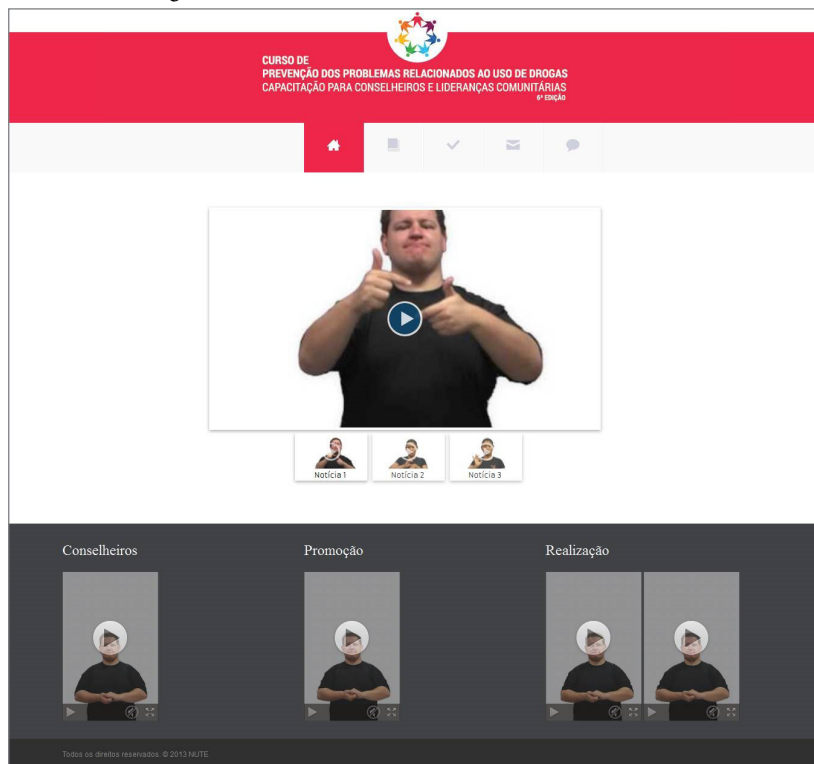 CURSO DE
PREVENÇÃO DOS PROBLEMAS RELACIONADOS AO USO DE DROGAS
CAPACITAÇÃO PARA CONSELHEIROS E LIDERANÇAS COMUNITÁRIAS
6ª EDIÇÃO
Notícia 1 Notícia 2 Notícia 3
Conselheiros Promoção Realização
Todos os direitos reservados. © 2013 NUTE